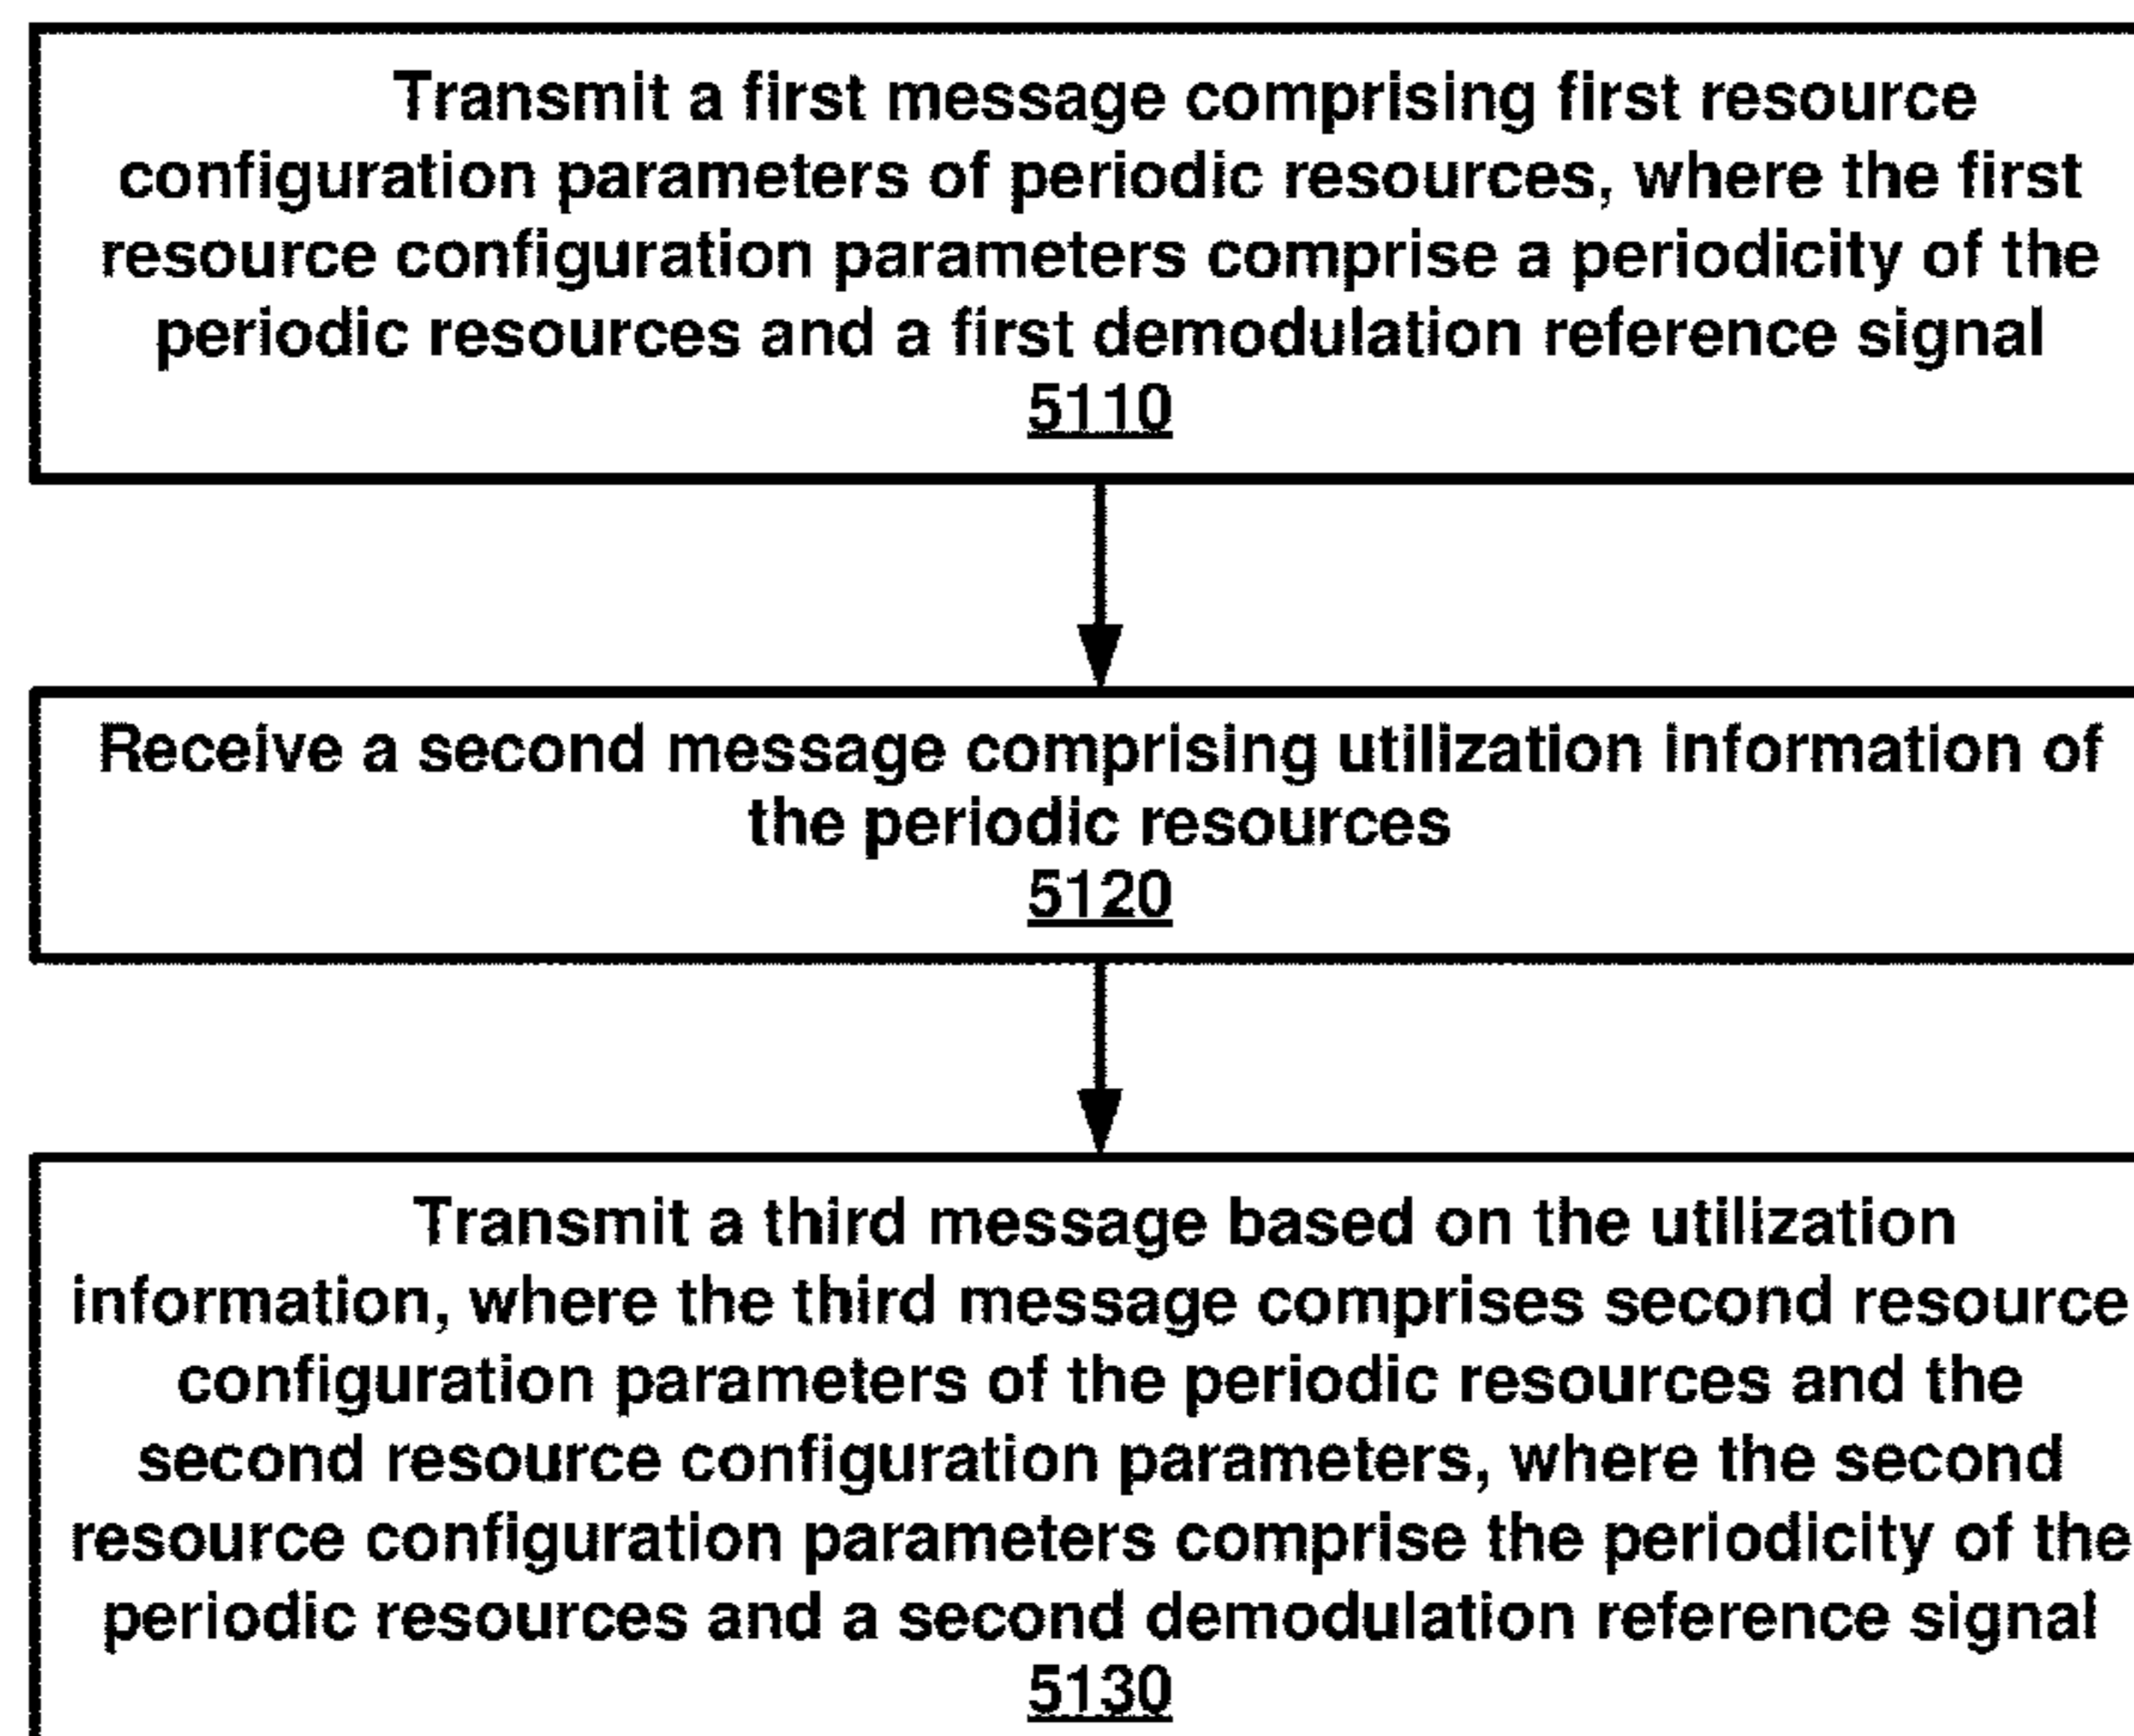 Transmit a first message comprising first resource
configuration parameters of periodic resources, where the first
resource configuration parameters comprise a periodicity of the
periodic resources and a first demodulation reference signal
5110
Receive a second message comprising utilization information of
the periodic resources
5120
Transmit a third message based on the utilization
information, where the third message comprises second resource
configuration parameters of the periodic resources and the
second resource configuration parameters, where the second
resource configuration parameters comprise the periodicity of the
periodic resources and a second demodulation reference signal
5130